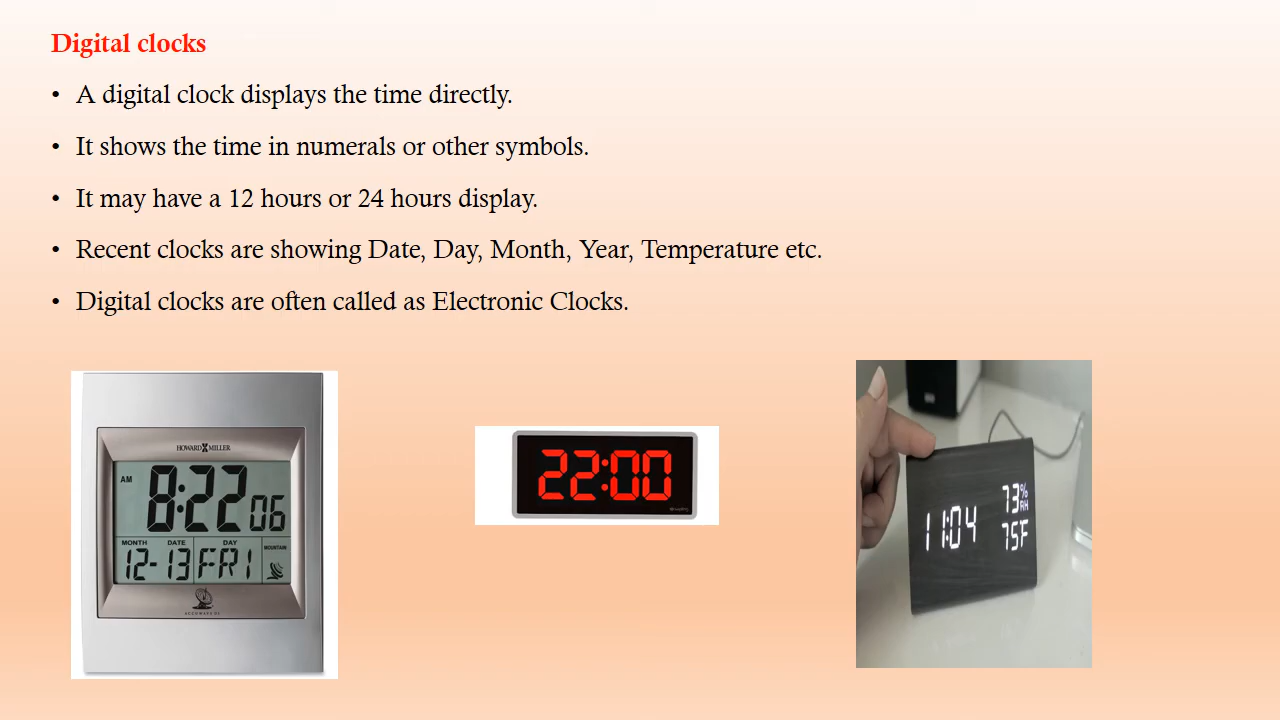 Digital clocks
• A digital clock displays the time directly.
• It shows the time in numerals or other symbols.
• It may have a 12 hours or 24 hours display.
• Recent clocks are showing Date, Day, Month, Year, Temperature etc.
• Digital clocks are often called as Electronic Clocks.
HOWARD MILLER
AM 8:22 06
MONTH DATE DAY MOUNTAIN
12-13 FRI
22:00
73% RH
11:04
75F